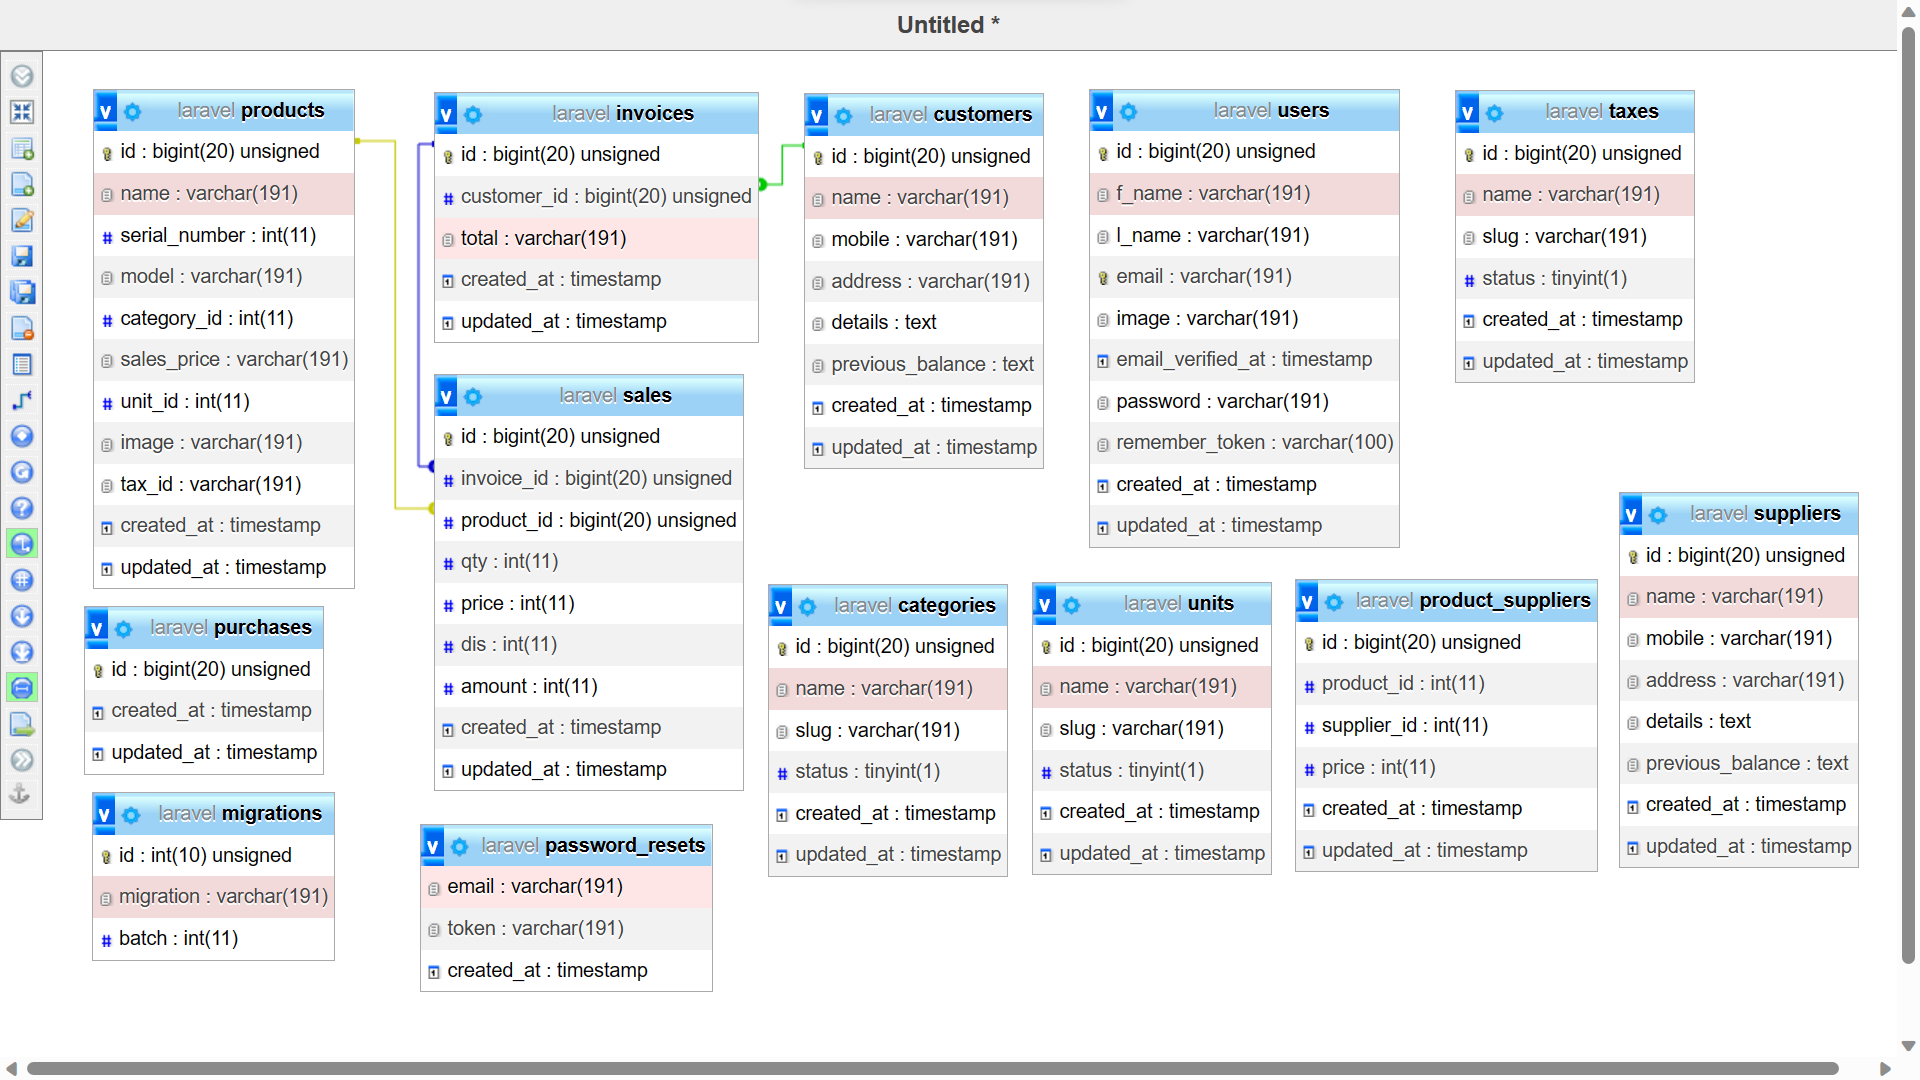 Untitled *
laravel products
id : bigint(20) unsigned
name : varchar(191)
serial_number : int(11)
model : varchar(191)
category_id : int(11)
sales_price : varchar(191)
unit_id : int(11)
image : varchar(191)
tax_id : varchar(191)
created_at : timestamp
updated_at : timestamp
laravel purchases
id : bigint(20) unsigned
created_at : timestamp
updated_at : timestamp
laravel migrations
id : int(10) unsigned
migration : varchar(191)
batch : int(11)
laravel invoices
id : bigint(20) unsigned
customer_id : bigint(20) unsigned
total : varchar(191)
created_at : timestamp
updated_at : timestamp
laravel sales
id : bigint(20) unsigned
invoice_id : bigint(20) unsigned
product_id : bigint(20) unsigned
qty : int(11)
price : int(11)
dis : int(11)
amount : int(11)
created_at : timestamp
updated_at : timestamp
laravel password_resets
email : varchar(191)
token : varchar(191)
created_at : timestamp
laravel customers
id : bigint(20) unsigned
name : varchar(191)
mobile : varchar(191)
address : varchar(191)
details : text
previous_balance : text
created_at : timestamp
updated_at : timestamp
laravel categories
id : bigint(20) unsigned
name : varchar(191)
slug : varchar(191)
status : tinyint(1)
created_at : timestamp
updated_at : timestamp
laravel users
id : bigint(20) unsigned
f_name : varchar(191)
l_name : varchar(191)
email : varchar(191)
image : varchar(191)
email_verified_at : timestamp
password : varchar(191)
remember_token : varchar(100)
created_at : timestamp
updated_at : timestamp
laravel units
id : bigint(20) unsigned
name : varchar(191)
slug : varchar(191)
status : tinyint(1)
created_at : timestamp
updated_at : timestamp
laravel product_suppliers
id : bigint(20) unsigned
product_id : int(11)
supplier_id : int(11)
price : int(11)
created_at : timestamp
updated_at : timestamp
laravel taxes
id : bigint(20) unsigned
name : varchar(191)
slug : varchar(191)
status : tinyint(1)
created_at : timestamp
updated_at : timestamp
laravel suppliers
id : bigint(20) unsigned
name : varchar(191)
mobile : varchar(191)
address : varchar(191)
details : text
previous_balance : text
created_at : timestamp
updated_at : timestamp